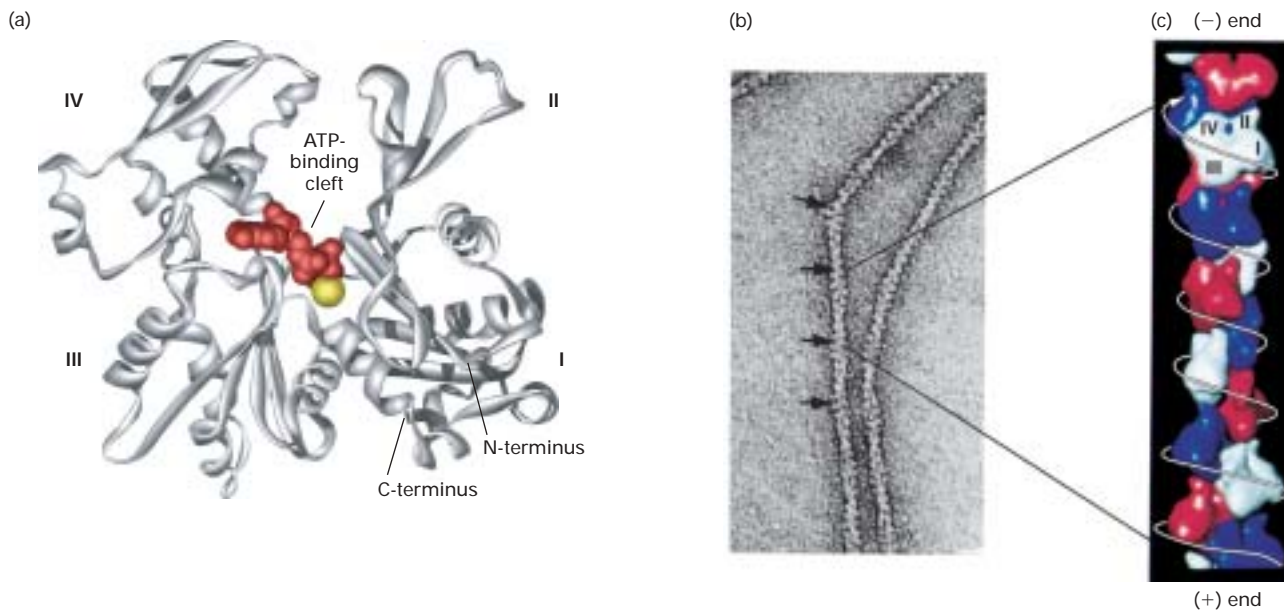 (a)
IV
II
ATP-
binding
cleft
III
I
N-terminus
C-terminus
(b)
(c) (−) end
IV II
I
III
(+) end